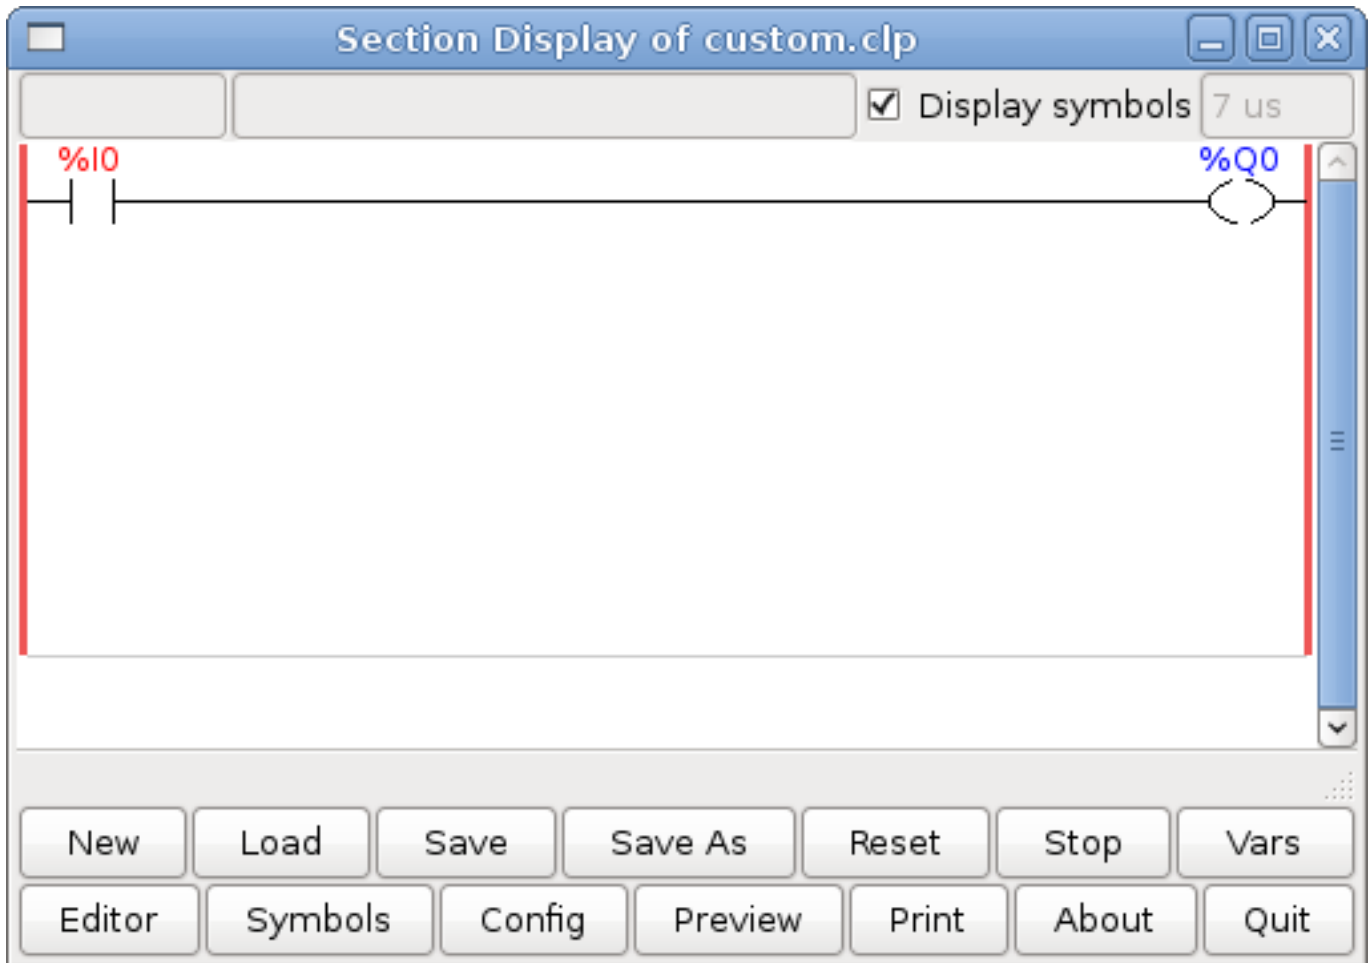 Section Display of custom.clp
Display symbols 7 us
%I0 %Q0
New Load Save Save As Reset Stop Vars
Editor Symbols Config Preview Print About Quit